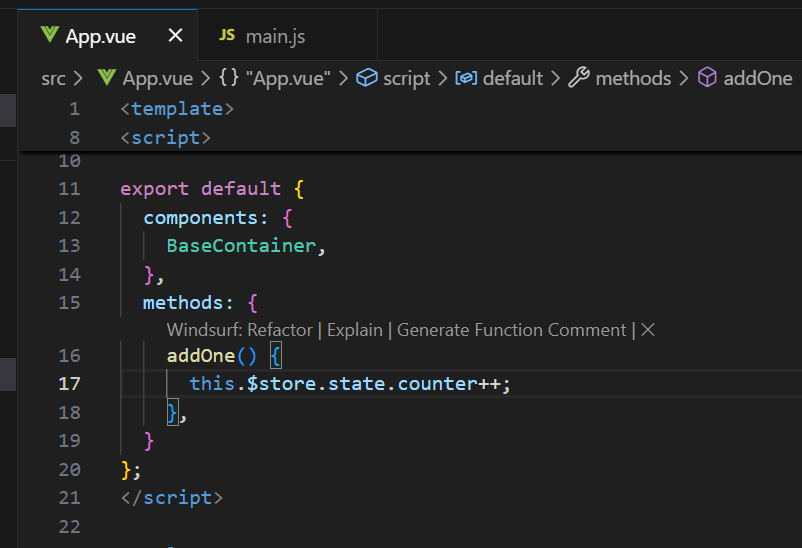 App.vue JS main.js
src > App.vue > {} "App.vue" > script > default > methods > addOne
1 <template>
8 <script>
10
11 export default {
12 components: {
13 BaseContainer,
14 },
15 methods: {
Windsurf: Refactor | Explain | Generate Function Comment | ×
16 addOne() {
17 this.$store.state.counter++;
18 },
19 }
20 };
21 </script>
22